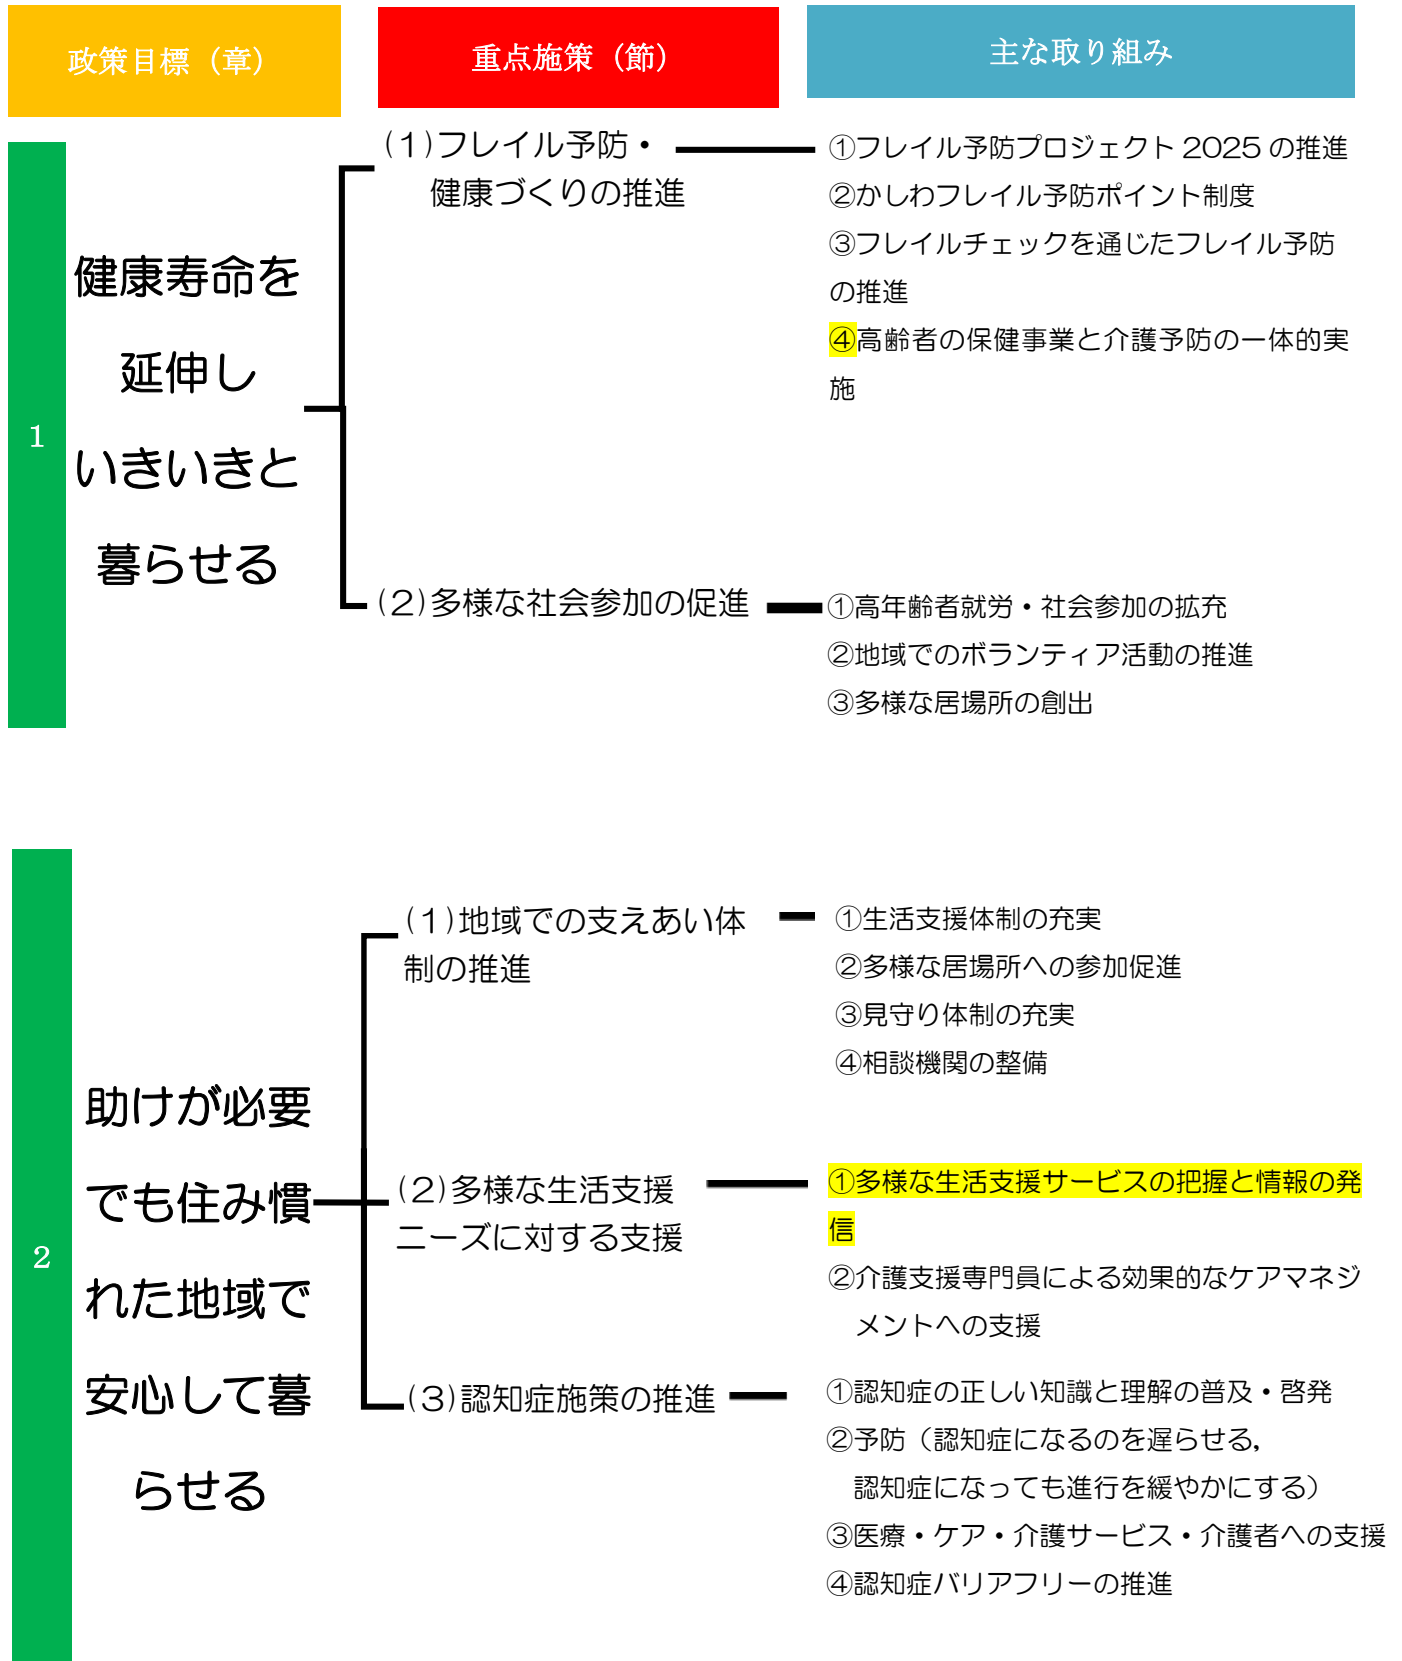 政策目標（章）
重点施策（節）
主な取り組み
1
健康寿命を
延伸し
いきいきと
暮らせる
(1)フレイル予防・
健康づくりの推進
①フレイル予防プロジェクト 2025 の推進
②かしわフレイル予防ポイント制度
③フレイルチェックを通じたフレイル予防
の推進
④高齢者の保健事業と介護予防の一体的実
施
(2)多様な社会参加の促進
①高年齢者就労・社会参加の拡充
②地域でのボランティア活動の推進
③多様な居場所の創出
2
助けが必要
でも住み慣
れた地域で
安心して暮
らせる
(1)地域での支えあい体
制の推進
①生活支援体制の充実
②多様な居場所への参加促進
③見守り体制の充実
④相談機関の整備
(2)多様な生活支援
ニーズに対する支援
①多様な生活支援サービスの把握と情報の発
信
②介護支援専門員による効果的なケアマネジ
メントへの支援
(3)認知症施策の推進
①認知症の正しい知識と理解の普及・啓発
②予防（認知症になるのを遅らせる，
認知症になっても進行を緩やかにする）
③医療・ケア・介護サービス・介護者への支援
④認知症バリアフリーの推進